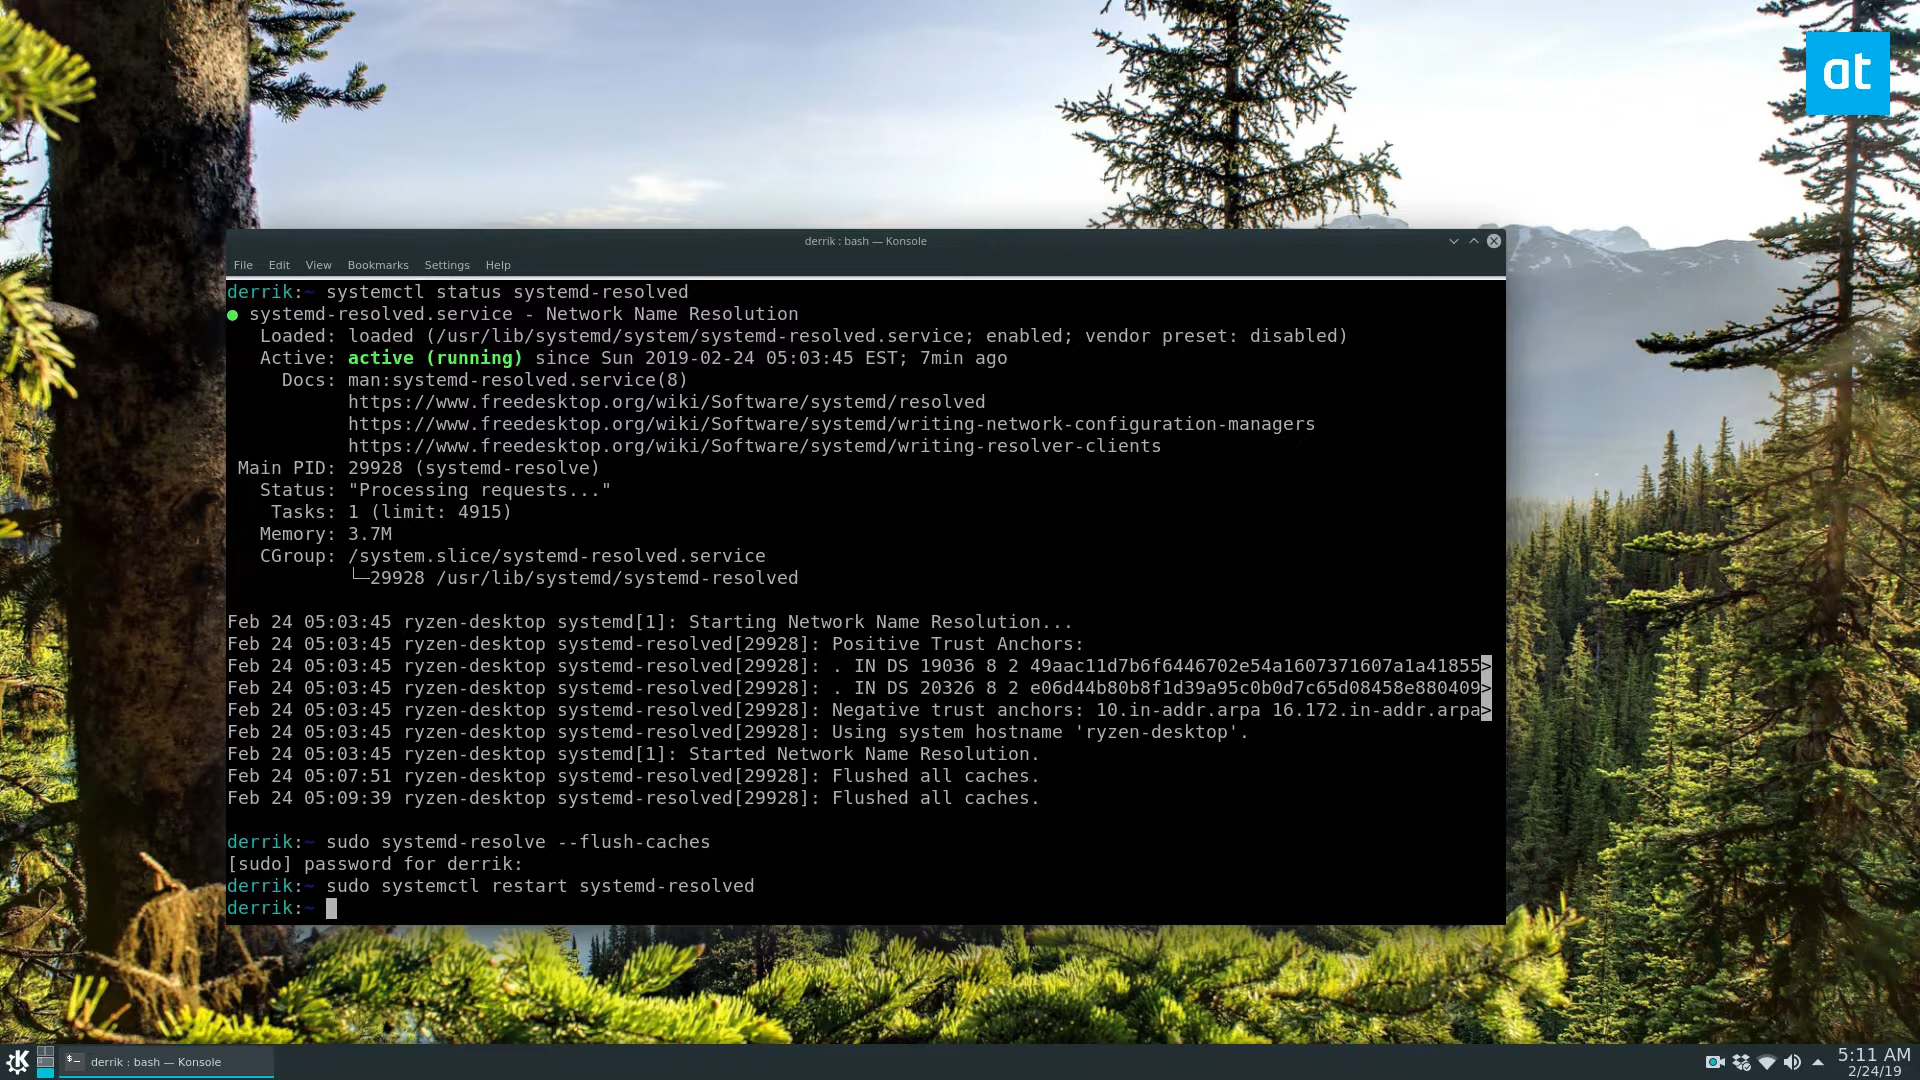 at
derrik : bash — Konsole
File Edit View Bookmarks Settings Help
derrik:~ systemctl status systemd-resolved
● systemd-resolved.service - Network Name Resolution
Loaded: loaded (/usr/lib/systemd/system/systemd-resolved.service; enabled; vendor preset: disabled)
Active: active (running) since Sun 2019-02-24 05:03:45 EST; 7min ago
Docs: man:systemd-resolved.service(8)
https://www.freedesktop.org/wiki/Software/systemd/resolved
https://www.freedesktop.org/wiki/Software/systemd/writing-network-configuration-managers
https://www.freedesktop.org/wiki/Software/systemd/writing-resolver-clients
Main PID: 29928 (systemd-resolve)
Status: "Processing requests..."
Tasks: 1 (limit: 4915)
Memory: 3.7M
CGroup: /system.slice/systemd-resolved.service
└─29928 /usr/lib/systemd/systemd-resolved
Feb 24 05:03:45 ryzen-desktop systemd[1]: Starting Network Name Resolution...
Feb 24 05:03:45 ryzen-desktop systemd-resolved[29928]: Positive Trust Anchors:
Feb 24 05:03:45 ryzen-desktop systemd-resolved[29928]: . IN DS 19036 8 2 49aac11d7b6f6446702e54a1607371607a1a41855>
Feb 24 05:03:45 ryzen-desktop systemd-resolved[29928]: . IN DS 20326 8 2 e06d44b80b8f1d39a95c0b0d7c65d08458e880409>
Feb 24 05:03:45 ryzen-desktop systemd-resolved[29928]: Negative trust anchors: 10.in-addr.arpa 16.172.in-addr.arpa>
Feb 24 05:03:45 ryzen-desktop systemd-resolved[29928]: Using system hostname 'ryzen-desktop'.
Feb 24 05:03:45 ryzen-desktop systemd[1]: Started Network Name Resolution.
Feb 24 05:07:51 ryzen-desktop systemd-resolved[29928]: Flushed all caches.
Feb 24 05:09:39 ryzen-desktop systemd-resolved[29928]: Flushed all caches.
derrik:~ sudo systemd-resolve --flush-caches
[sudo] password for derrik:
derrik:~ sudo systemctl restart systemd-resolved
derrik:~
derrik : bash — Konsole
5:11 AM
2/24/19